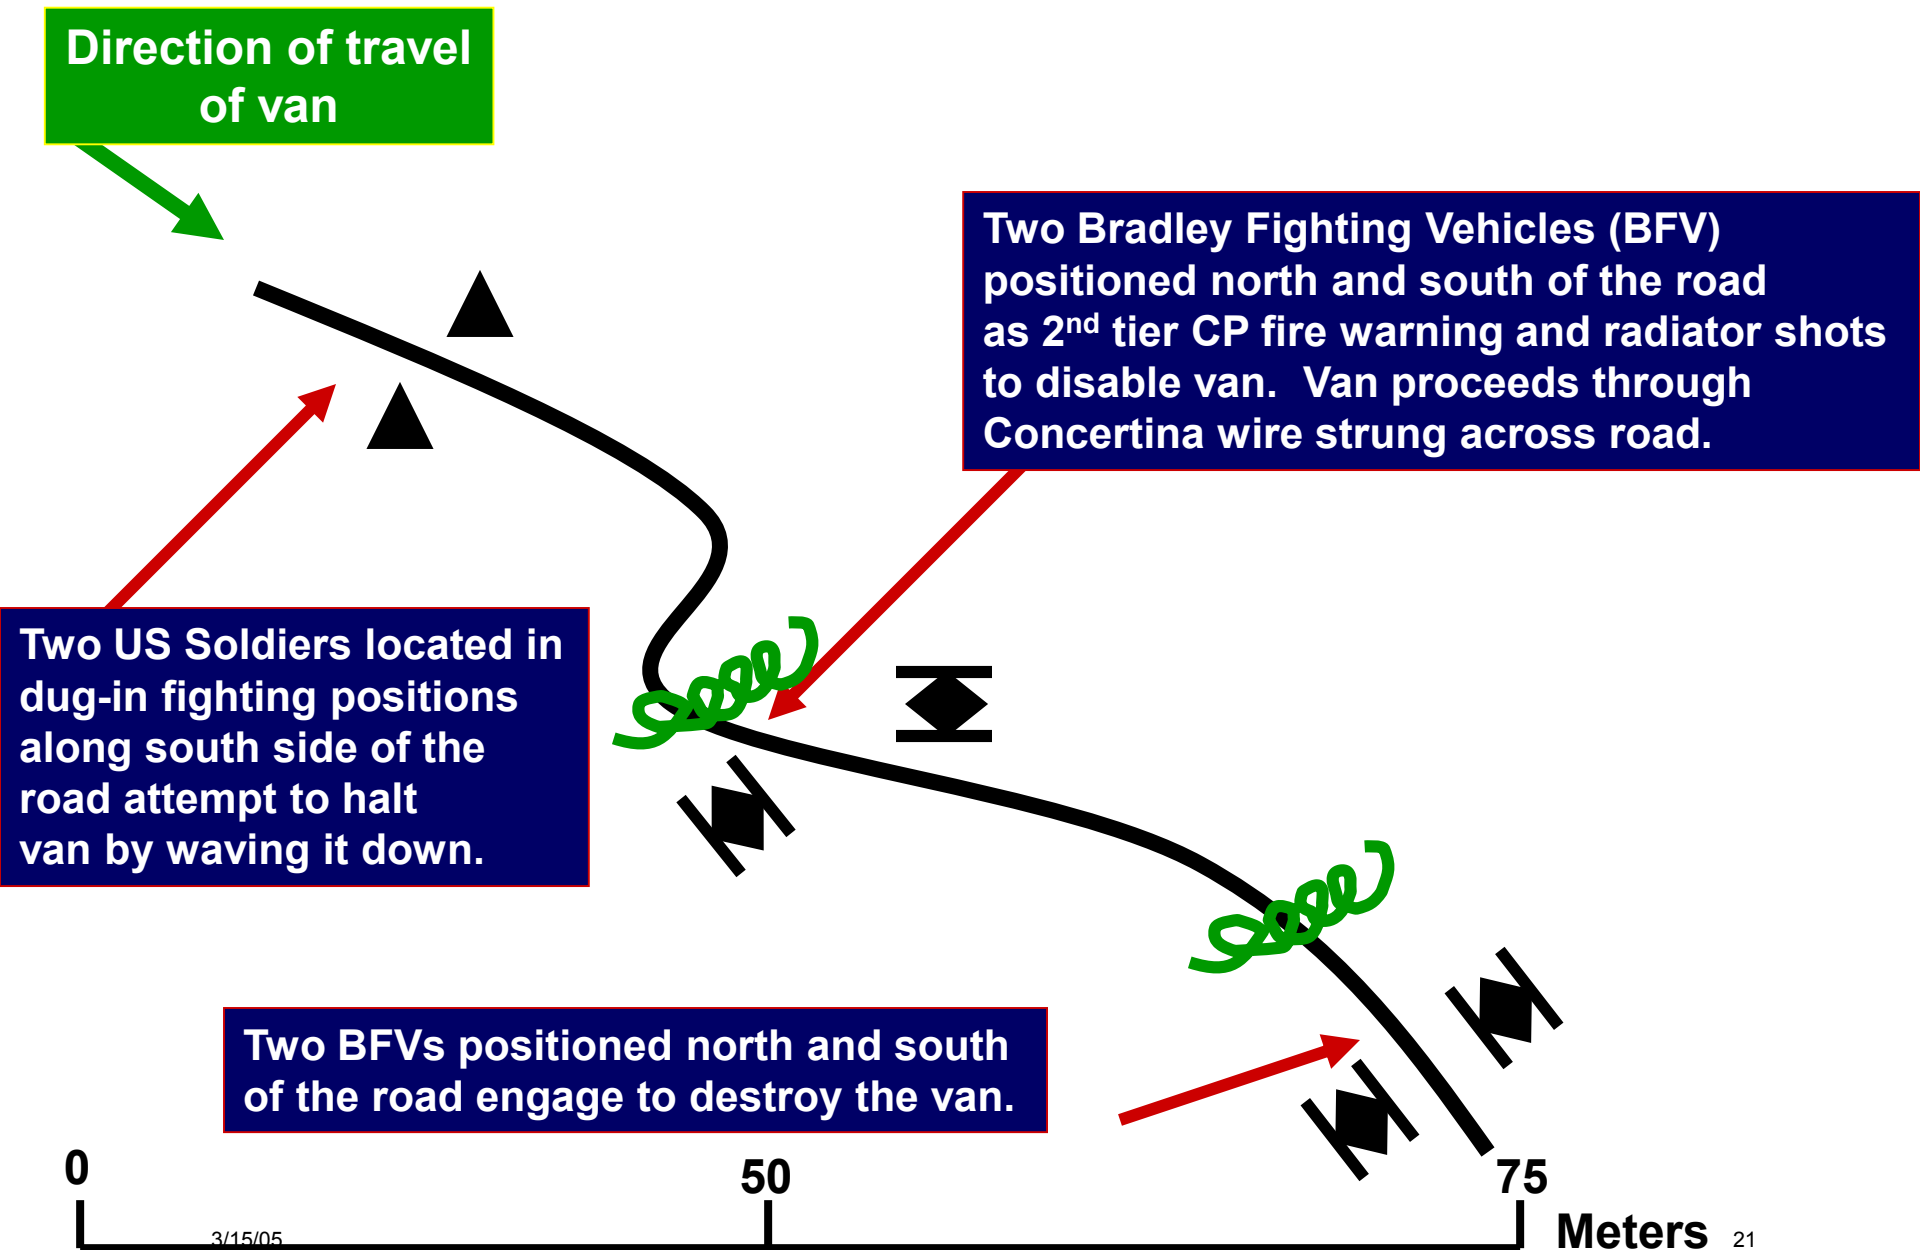 Direction of travel
of van
Two Bradley Fighting Vehicles (BFV)
positioned north and south of the road
as 2nd tier CP fire warning and radiator shots
to disable van.  Van proceeds through
Concertina wire strung across road.
Two US Soldiers located in
dug-in fighting positions
along south side of the
road attempt to halt
van by waving it down.
Two BFVs positioned north and south
of the road engage to destroy the van.
0
50
75
Meters
3/15/05
21